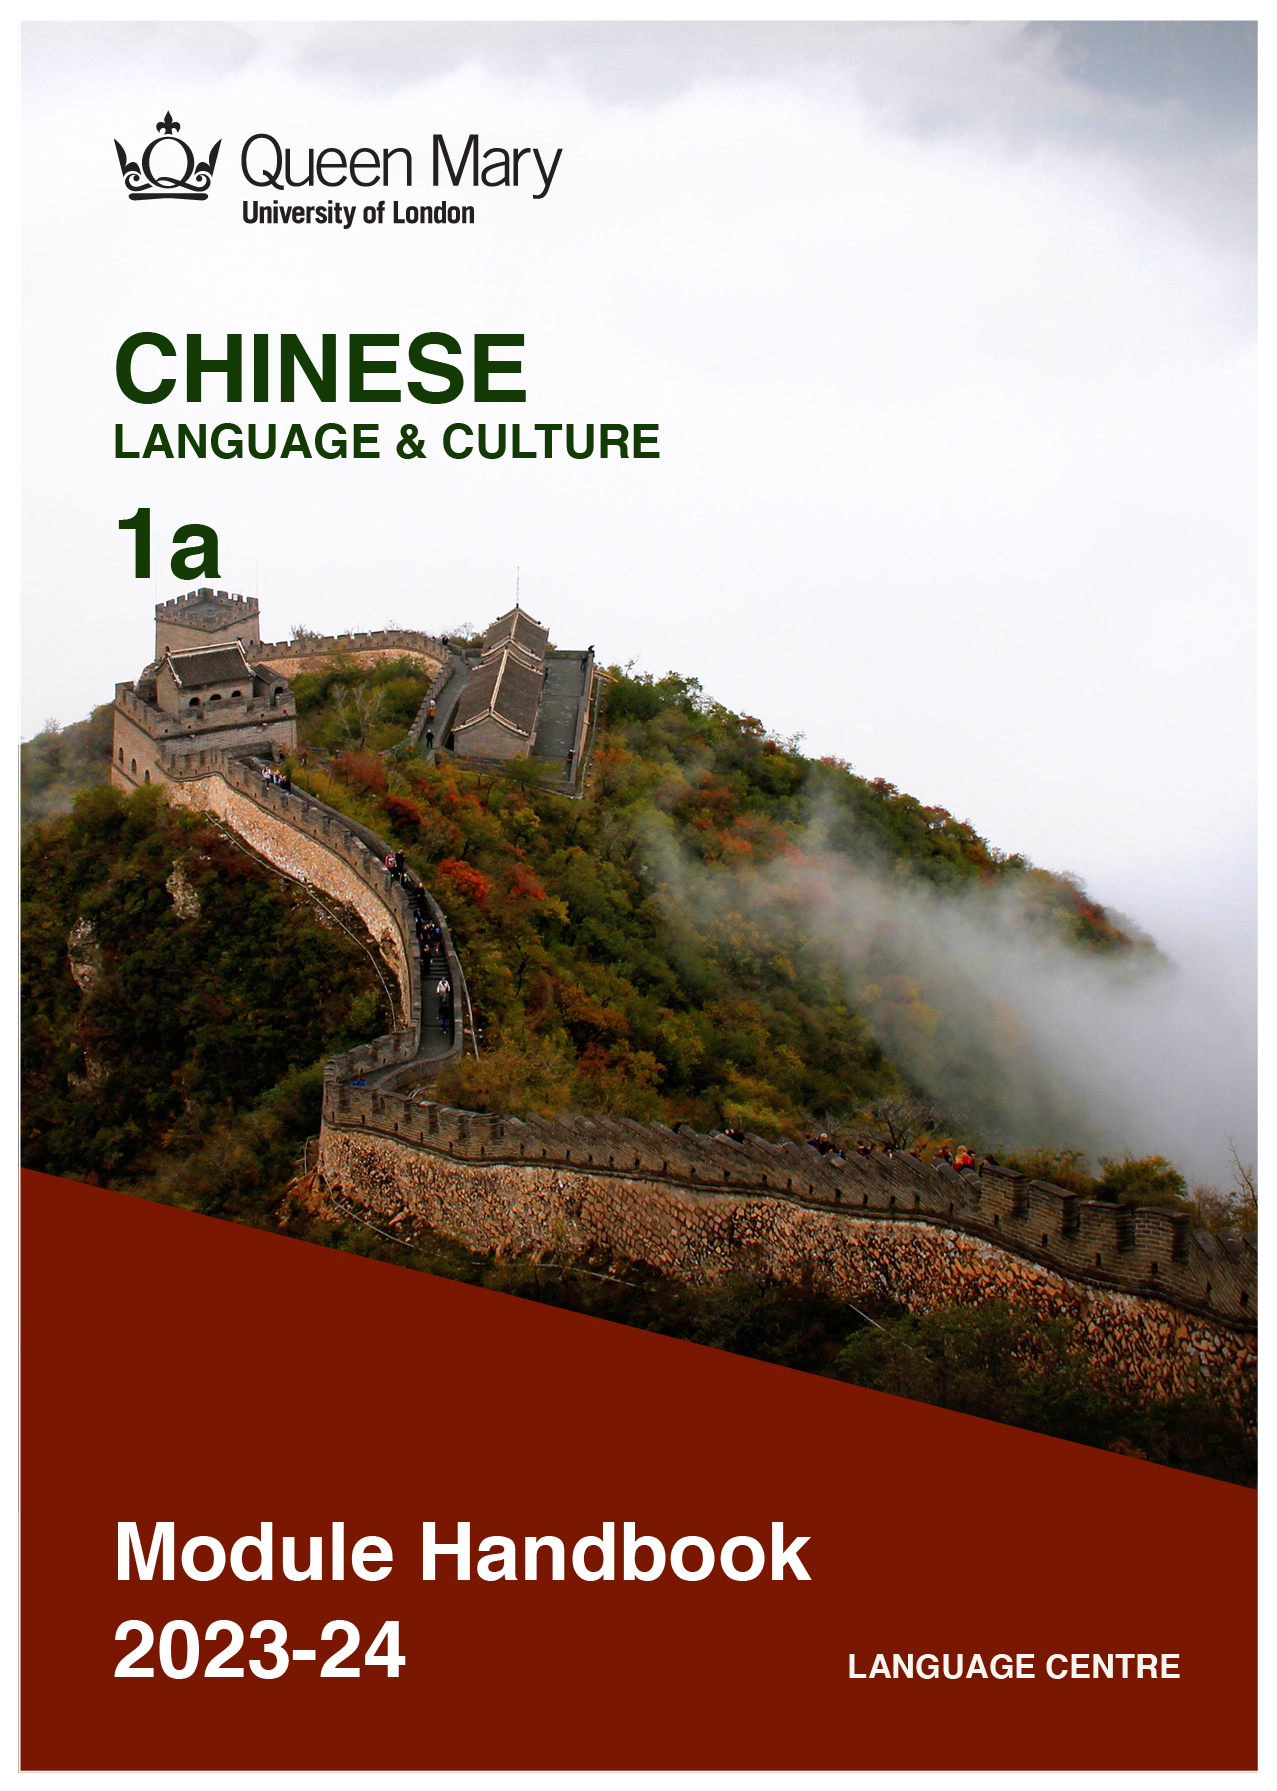 Queen Mary
University of London
CHINESE
LANGUAGE & CULTURE
1a
Module Handbook
2023-24
LANGUAGE CENTRE